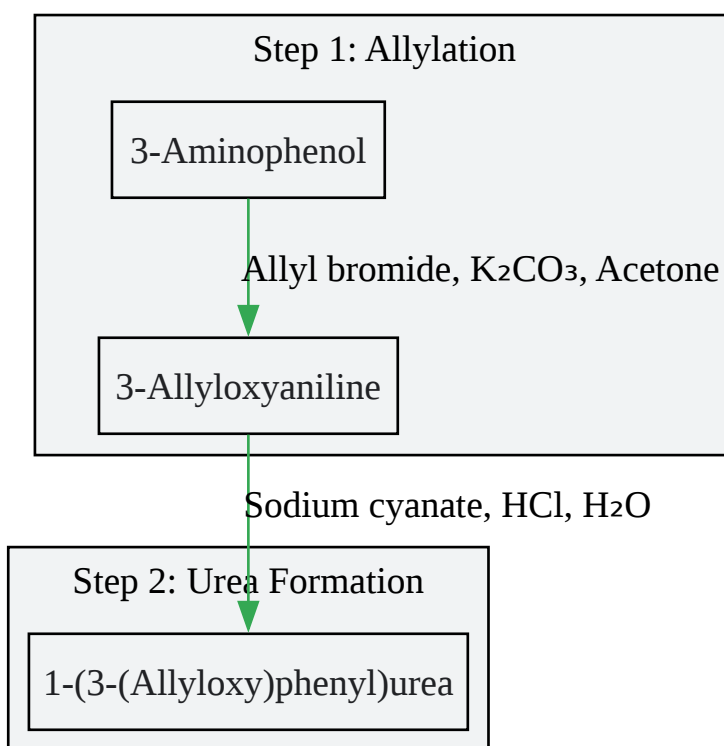 Step 1: Allylation
3-Aminophenol
Allyl bromide, K₂CO₃, Acetone
3-Allyloxyaniline
Sodium cyanate, HCl, H₂O
Step 2: Urea Formation
1-(3-(Allyloxy)phenyl)urea